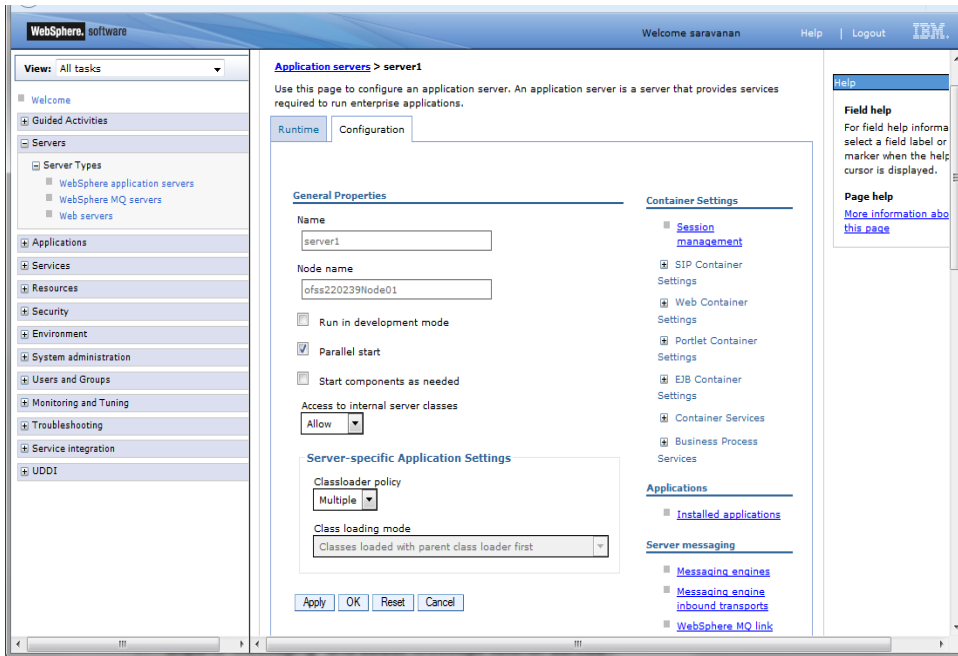 WebSphere. software
Welcome saravanan
Help | Logout
IBM.
View: All tasks
Welcome
Guided Activities
Servers
Server Types
WebSphere application servers
WebSphere MQ servers
Web servers
Applications
Services
Resources
Security
Environment
System administration
Users and Groups
Monitoring and Tuning
Troubleshooting
Service integration
UDDI
Application servers > server1
Use this page to configure an application server. An application server is a server that provides services
required to run enterprise applications.
Runtime
Configuration
General Properties
Name
server1
Node name
ofss220239Node01
Run in development mode
Parallel start
Start components as needed
Access to internal server classes
Allow
Server-specific Application Settings
Classloader policy
Multiple
Class loading mode
Classes loaded with parent class loader first
Apply
OK
Reset
Cancel
Container Settings
Session
management
SIP Container
Settings
Web Container
Settings
Portlet Container
Settings
EJB Container
Settings
Container Services
Business Process
Services
Applications
Installed applications
Server messaging
Messaging engines
Messaging engine
inbound transports
WebSphere MQ link
Help
Field help
For field help informa
select a field label or
marker when the help
cursor is displayed.
Page help
More information abo
this page